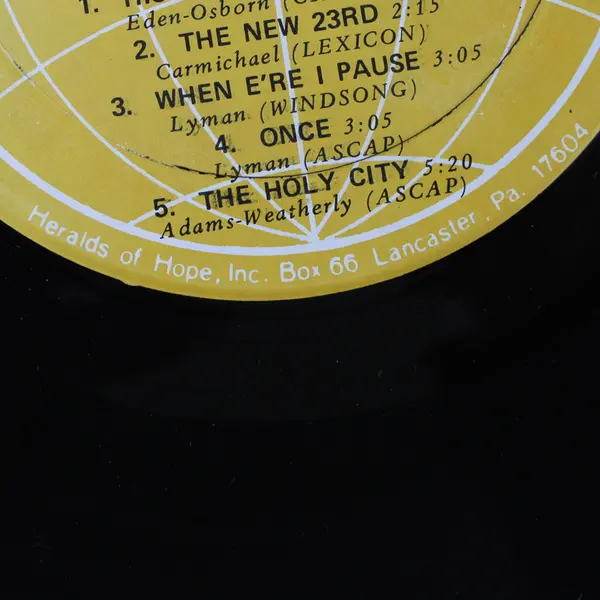 1.
Eden-Osborn
2. THE NEW 23RD 2:15
Carmichael (LEXICON)
3. WHEN E'RE I PAUSE 3:05
Lyman (WINDSONG)
4. ONCE 3:05
Lyman (ASCAP)
5. THE HOLY CITY 5:20
Adams-Weatherly (ASCAP)
Heralds of Hope, Inc. Box 66 Lancaster, Pa. 17604